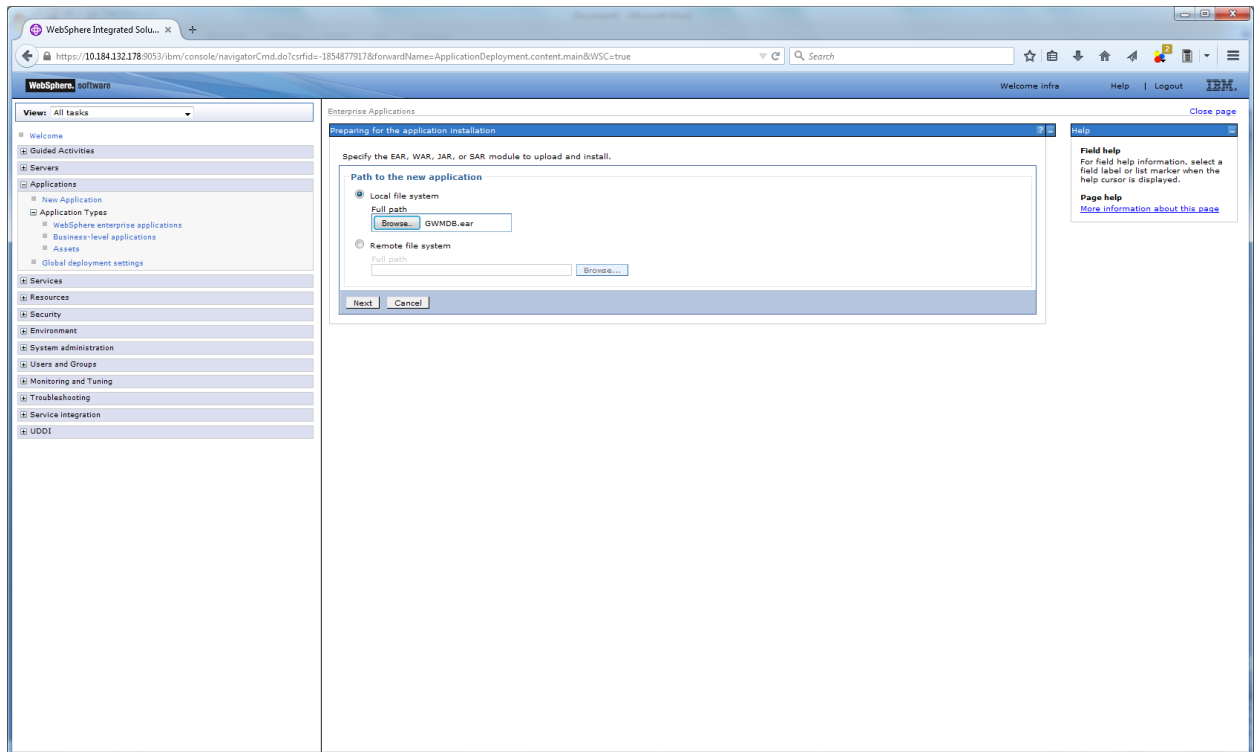 WebSphere Integrated Solu... × +
https://10.184.132.178:9053/ibm/console/navigatorCmd.do?csrfid=-1854877917&forwardName=ApplicationDeployment.content.main&WSC=true
Search
2
WebSphere. software
Welcome infra
Help | Logout
IBM.
View: All tasks
Welcome
Guided Activities
Servers
Applications
New Application
Application Types
WebSphere enterprise applications
Business-level applications
Assets
Global deployment settings
Services
Resources
Security
Environment
System administration
Users and Groups
Monitoring and Tuning
Troubleshooting
Service integration
UDDI
Enterprise Applications
Close page
Preparing for the application installation
Specify the EAR, WAR, JAR, or SAR module to upload and install.
Path to the new application
Local file system
Full path
Browse... GWMDB.ear
Remote file system
Full path
Browse...
Next Cancel
Help
Field help
For field help information, select a
field label or list marker when the
help cursor is displayed.
Page help
More information about this page